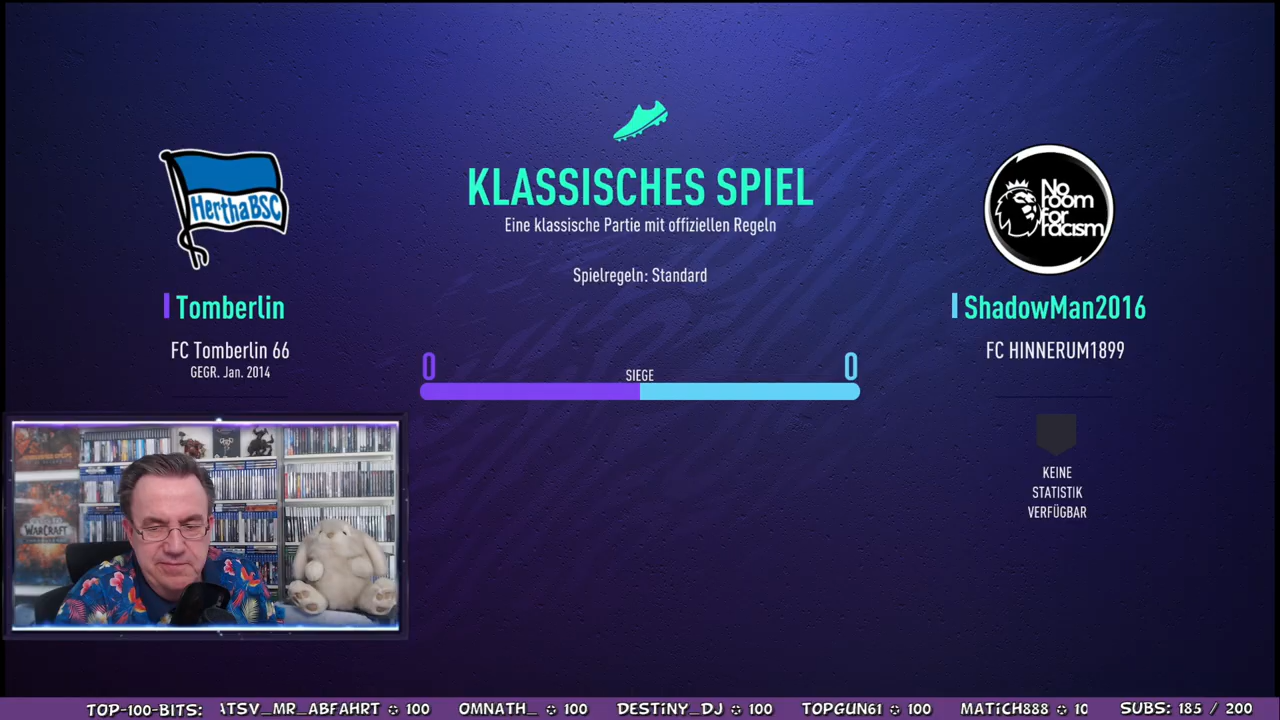 KLASSISCHES SPIEL
Eine klassische Partie mit offiziellen Regeln
Spielregeln: Standard
HerthaBSC
Tomberlin
FC Tomberlin 66
GEGR. Jan. 2014
No
room
for
racism
ShadowMan2016
FC HINNERUM1899
0
SIEGE
0
KEINE
STATISTIK
VERFÜGBAR
WARCRAFT
TOP-100-BITS: ATSV_MR_ABFAHRT 100 OMNATH_ 100 DESTINY_DJ 100 TOPGUN61 100 MATICH888 10 SUBS: 185 / 200